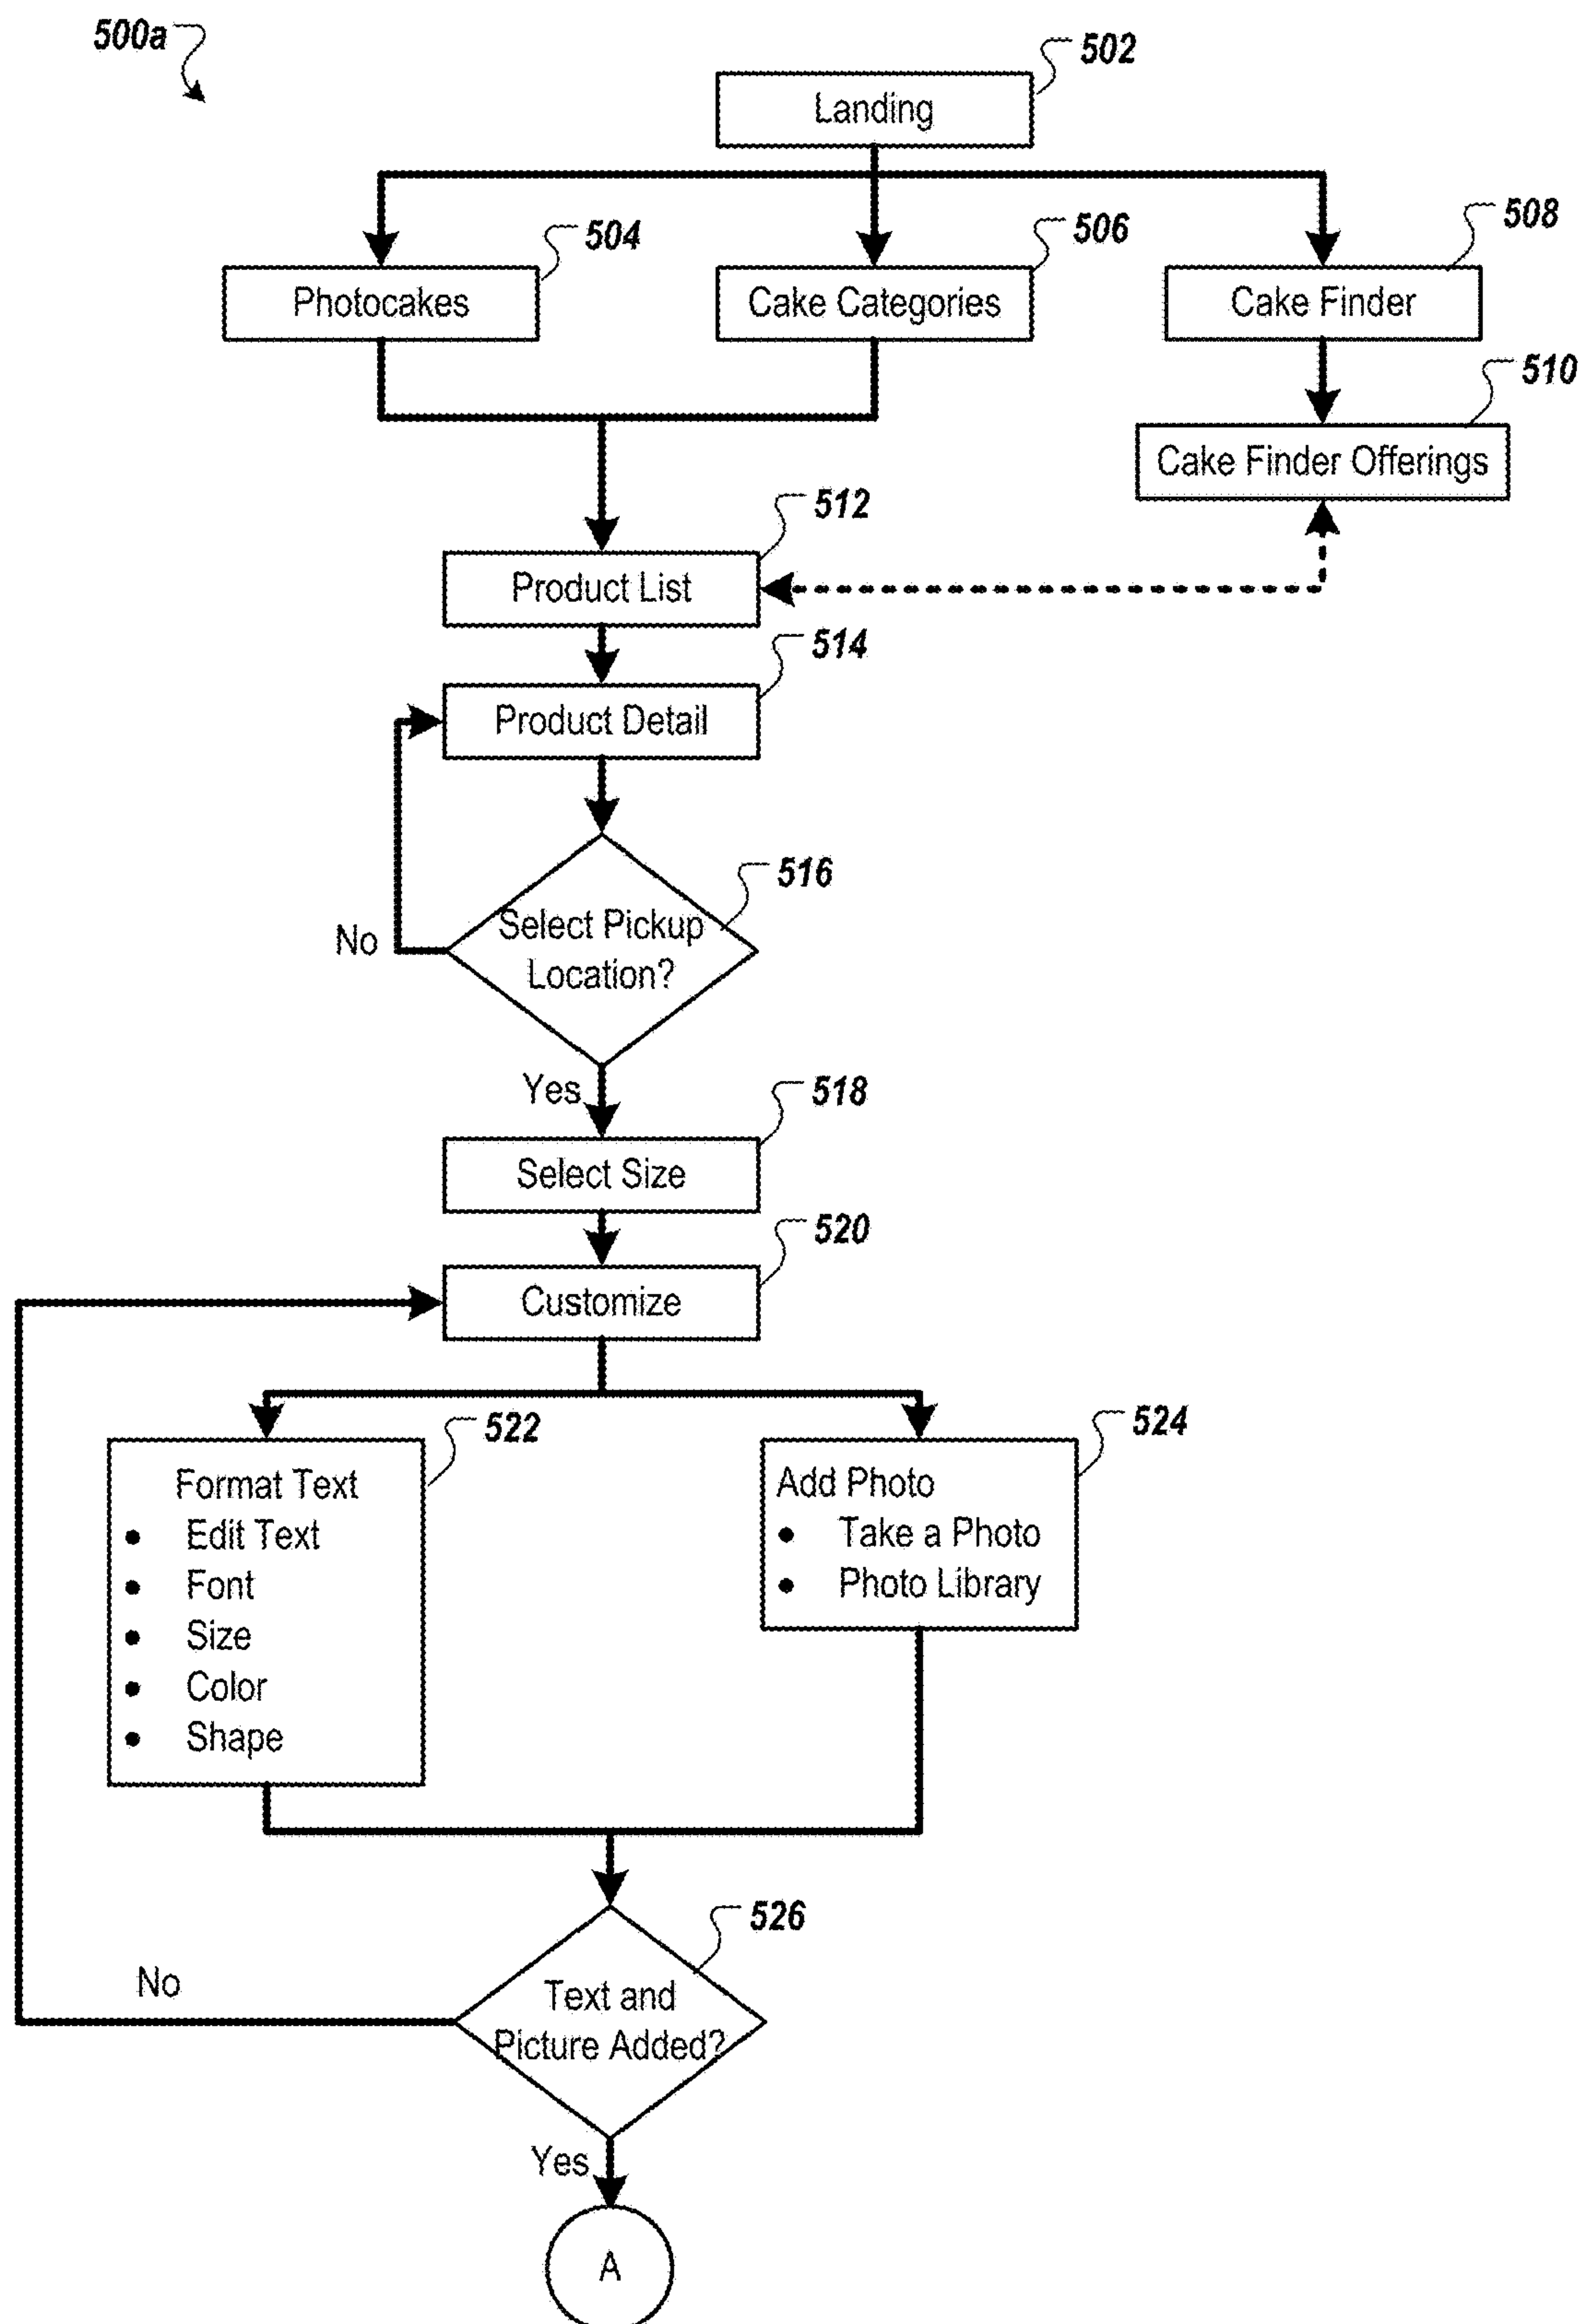 500a
502
Landing
504
506
508
Photocakes
Cake Categories
Cake Finder
510
Cake Finder Offerings
512
Product List
514
Product Detail
516
Select Pickup
Location?
No
Yes
518
Select Size
520
Customize
522
Format Text
• Edit Text
• Font
• Size
• Color
• Shape
524
Add Photo
• Take a Photo
• Photo Library
526
Text and
Picture Added?
No
Yes
A